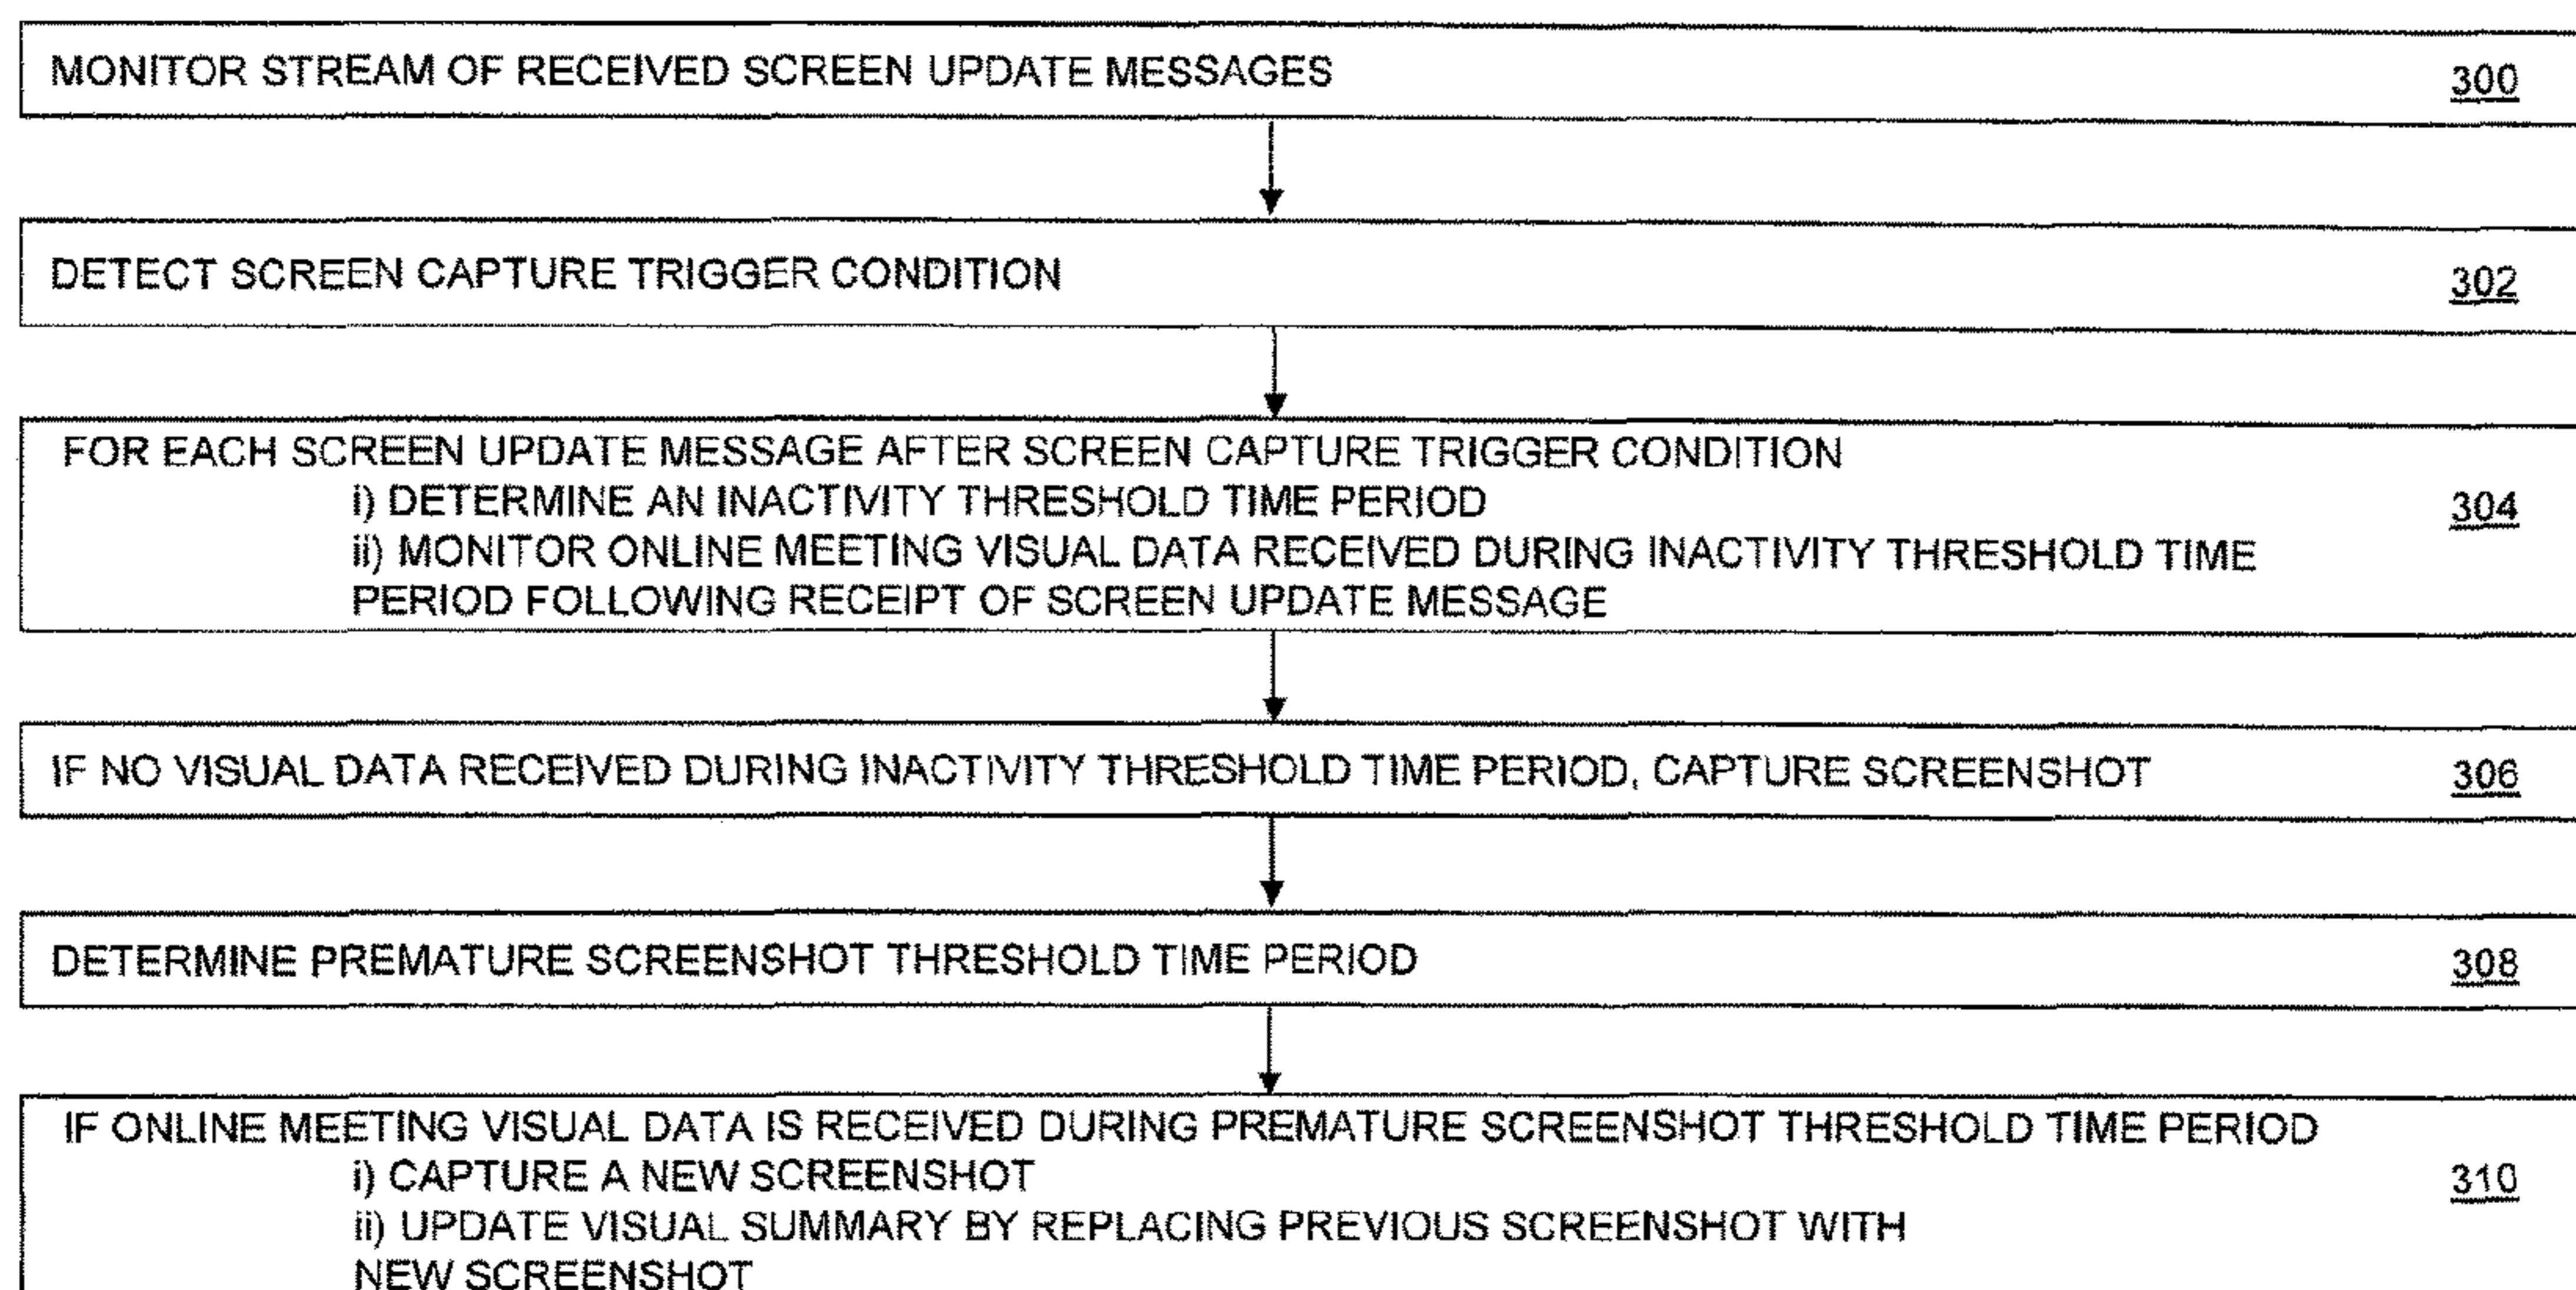 MONITOR STREAM OF RECEIVED SCREEN UPDATE MESSAGES
300
DETECT SCREEN CAPTURE TRIGGER CONDITION
302
FOR EACH SCREEN UPDATE MESSAGE AFTER SCREEN CAPTURE TRIGGER CONDITION
i) DETERMINE AN INACTIVITY THRESHOLD TIME PERIOD
304
ii) MONITOR ONLINE MEETING VISUAL DATA RECEIVED DURING INACTIVITY THRESHOLD TIME
PERIOD FOLLOWING RECEIPT OF SCREEN UPDATE MESSAGE
IF NO VISUAL DATA RECEIVED DURING INACTIVITY THRESHOLD TIME PERIOD, CAPTURE SCREENSHOT
306
DETERMINE PREMATURE SCREENSHOT THRESHOLD TIME PERIOD
308
IF ONLINE MEETING VISUAL DATA IS RECEIVED DURING PREMATURE SCREENSHOT THRESHOLD TIME PERIOD
i) CAPTURE A NEW SCREENSHOT
310
ii) UPDATE VISUAL SUMMARY BY REPLACING PREVIOUS SCREENSHOT WITH
NEW SCREENSHOT